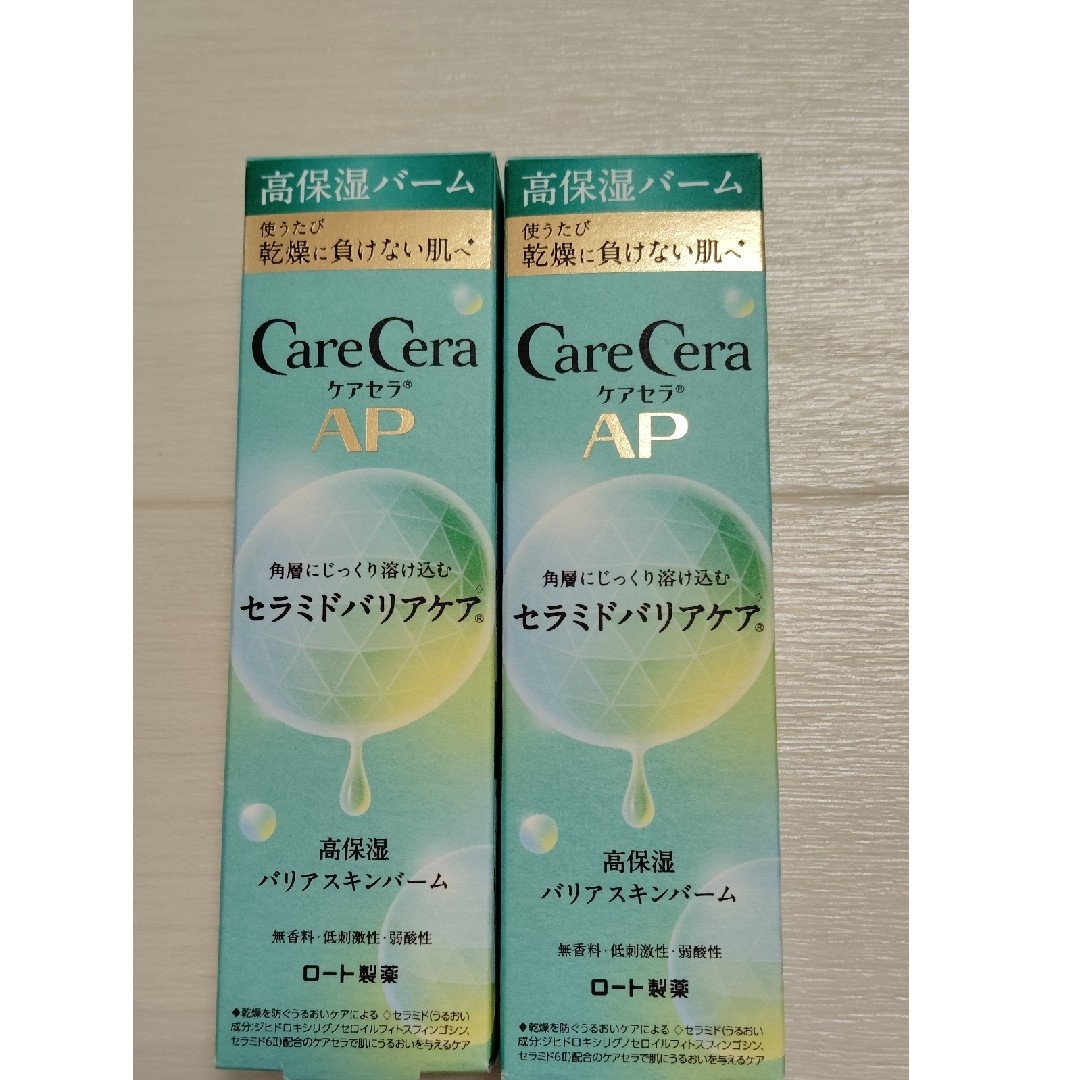 高保湿バーム
使うたび
乾燥に負けない肌へ◆
CareCera
ケアセラ®
AP
角層にじっくり溶け込む
セラミドバリアケア◇®
高保湿
バリアスキンバーム
無香料・低刺激性・弱酸性
ロート製薬
◆乾燥を防ぐうるおいケアによる ◇セラミド(うるおい
成分:ジヒドロキシリグノセロイルフィトスフィンゴシン、
セラミド6Ⅱ)配合のケアセラで肌にうるおいを与えるケア
高保湿バーム
使うたび
乾燥に負けない肌へ◆
CareCera
ケアセラ®
AP
角層にじっくり溶け込む
セラミドバリアケア◇®
高保湿
バリアスキンバーム
無香料・低刺激性・弱酸性
ロート製薬
◆乾燥を防ぐうるおいケアによる ◇セラミド(うるおい
成分:ジヒドロキシリグノセロイルフィトスフィンゴシン、
セラミド6Ⅱ)配合のケアセラで肌にうるおいを与えるケア